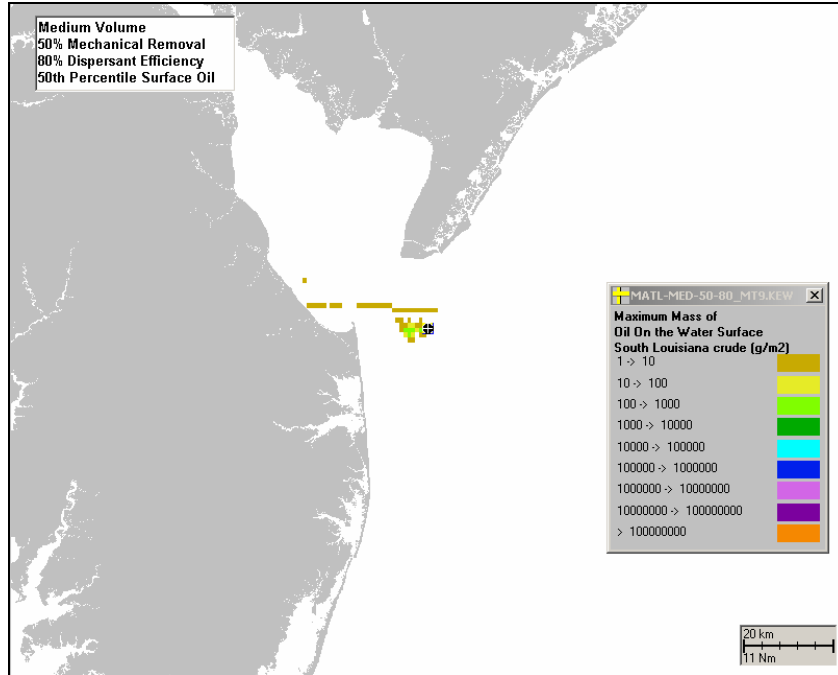 Medium Volume
50% Mechanical Removal
80% Dispersant Efficiency
50th Percentile Surface Oil
MATL-MED-50-80_MT9.KEW
Maximum Mass of
Oil On the Water Surface
South Louisiana crude (g/m2)
1 -> 10
10 -> 100
100 -> 1000
1000 -> 10000
10000 -> 100000
100000 -> 1000000
1000000 -> 10000000
10000000 -> 100000000
> 100000000
20 km
11 Nm